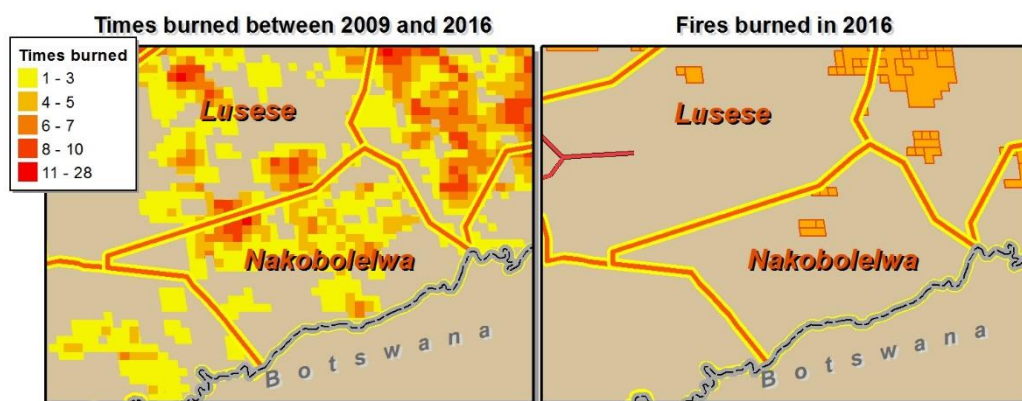 Times burned between 2009 and 2016
Fires burned in 2016
Times burned
1 - 3
4 - 5
6 - 7
8 - 10
11 - 28
Lusese
Nakobolelwa
Botswana
Lusese
Nakobolelwa
Botswana